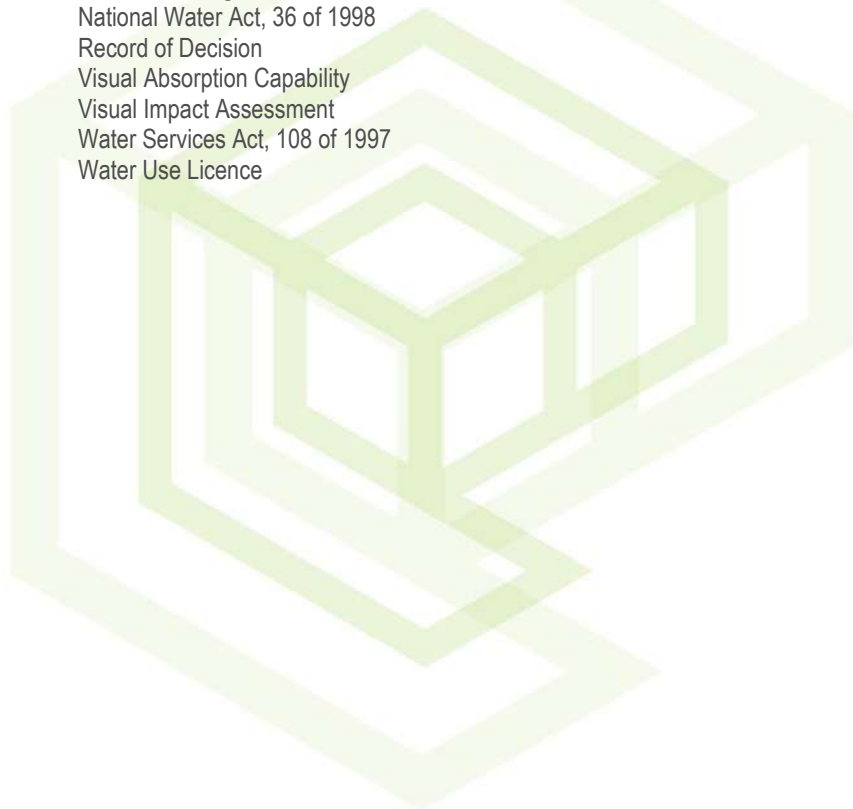 National Water Act, 36 of 1998
Record of Decision
Visual Absorption Capability
Visual Impact Assessment
Water Services Act, 108 of 1997
Water Use Licence